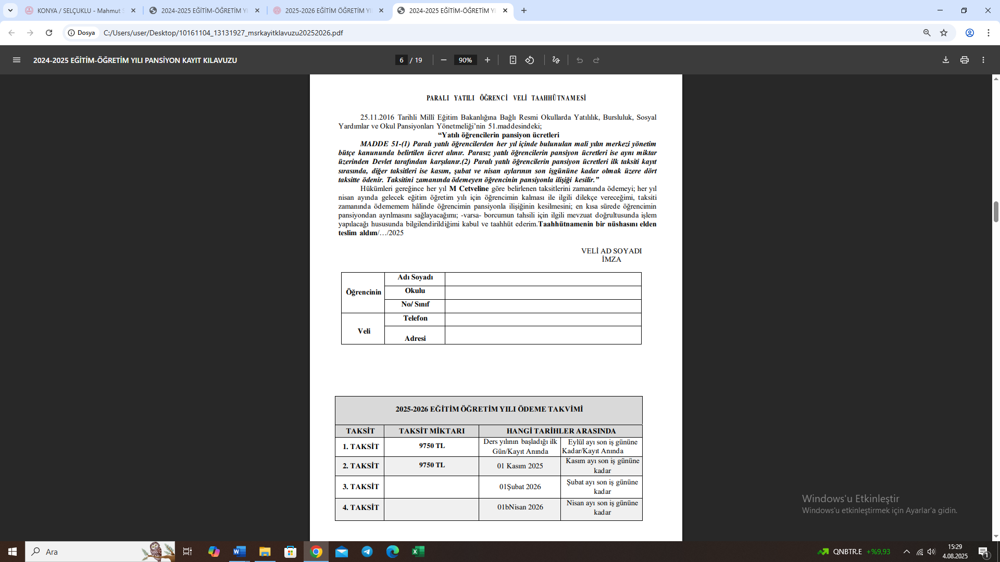 KONYA / SELÇUKLU - Mahmut S
2024-2025 EĞİTİM-ÖĞRETİM Yı
2025-2026 EĞİTİM ÖĞRETİM YI
2024-2025 EĞİTİM-ÖĞRETİM Yı
Dosya
C:/Users/user/Desktop/10161104_13131927_msrkayitklavuzu20252026.pdf
2024-2025 EĞİTİM-ÖĞRETİM YILI PANSİYON KAYIT KILAVUZU
6 / 19
90%
PARALI YATILI ÖĞRENCİ VELİ TAAHHÜTNAMESİ
25.11.2016 Tarihli Millî Eğitim Bakanlığına Bağlı Resmi Okullarda Yatılılık, Bursluluk, Sosyal
Yardımlar ve Okul Pansiyonları Yönetmeliği’nin 51.maddesindeki;
“Yatılı öğrencilerin pansiyon ücretleri
MADDE 51-(1) Paralı yatılı öğrencilerden her yıl içinde bulunulan mali yılın merkezi yönetim
bütçe kanununda belirtilen ücret alınır. Parasız yatılı öğrencilerin pansiyon ücretleri ise aynı miktar
üzerinden Devlet tarafından karşılanır.(2) Paralı yatılı öğrencilerin pansiyon ücretleri ilk taksiti kayıt
sırasında, diğer taksitleri ise kasım, şubat ve nisan aylarının son işgününe kadar olmak üzere dört
taksitte ödenir. Taksitini zamanında ödemeyen öğrencinin pansiyonla ilişiği kesilir.”
Hükümleri gereğince her yıl M Cetveline göre belirlenen taksitlerini zamanında ödemeyi; her yıl
nisan ayında gelecek eğitim öğretim yılı için öğrencimin kalması ile ilgili dilekçe vereceğimi, taksiti
zamanında ödememem hâlinde öğrencimin pansiyonla ilişiğinin kesilmesini; en kısa sürede öğrencimin
pansiyondan ayrılmasını sağlayacağımı; -varsa- borcumun tahsili için ilgili mevzuat doğrultusunda işlem
yapılacağı hususunda bilgilendirildiğimi kabul ve taahhüt ederim.Taahhütnamenin bir nüshasını elden
teslim aldım/…/2025
VELİ AD SOYADI
İMZA
Öğrencinin
Adı Soyadı
Okulu
No/ Sınıf
Veli
Telefon
Adresi
2025-2026 EĞİTİM ÖĞRETİM YILI ÖDEME TAKVİMİ
TAKSİT TAKSİT MİKTARI HANGİ TARİHLER ARASINDA
1. TAKSİT 9750 TL Ders yılının başladığı ilk Gün/Kayıt Anında Eylül ayı son iş gününe Kadar/Kayıt Anında
2. TAKSİT 9750 TL 01 Kasım 2025 Kasım ayı son iş gününe kadar
3. TAKSİT 01Şubat 2026 Şubat ayı son iş gününe kadar
4. TAKSİT 01bNisan 2026 Nisan ayı son iş gününe kadar
Windows'u Etkinleştir
Windows'u etkinleştirmek için Ayarlar'a gidin.
Ara
QNBTR.E +%9,93
15:29
4.08.2025
1